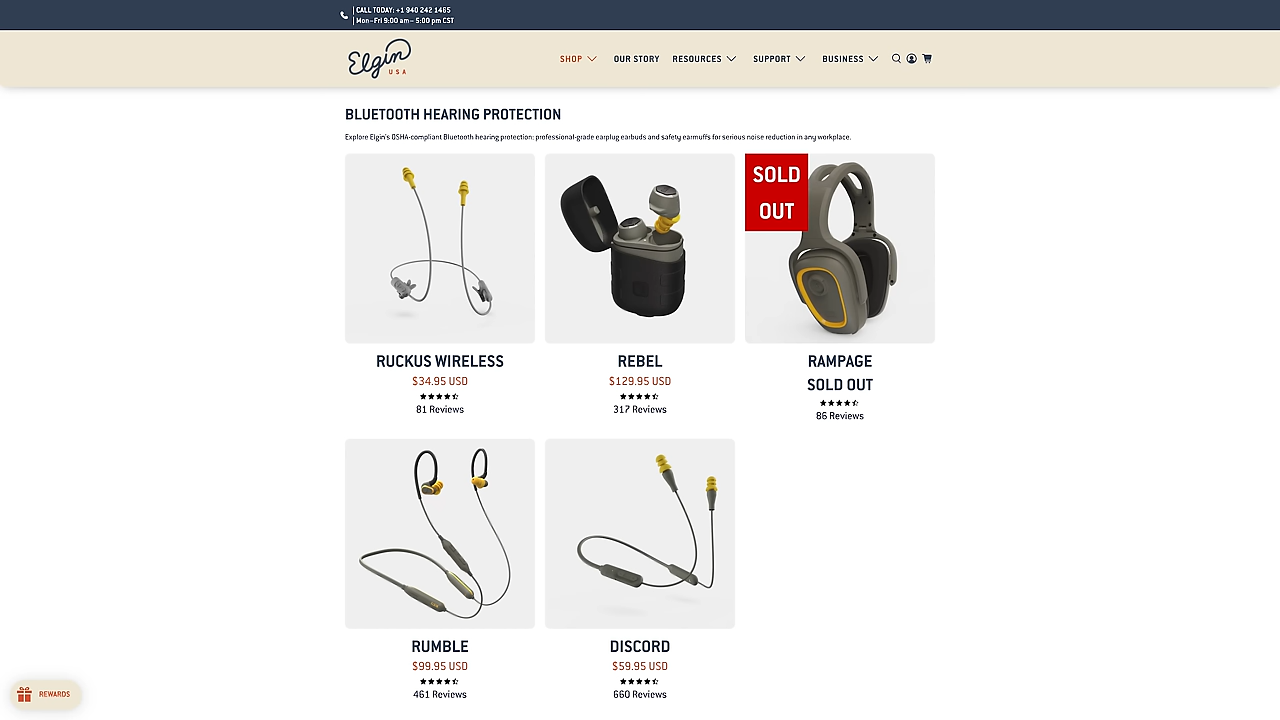 CALL TODAY: +1 940 242 1465
Mon–Fri 9:00 am– 5:00 pm CST
Elgin
USA
SHOP
OUR STORY
RESOURCES
SUPPORT
BUSINESS
BLUETOOTH HEARING PROTECTION
Explore Elgin's OSHA-compliant Bluetooth hearing protection: professional-grade earplug earbuds and safety earmuffs for serious noise reduction in any workplace.
SOLD
OUT
RUCKUS WIRELESS
$34.95 USD
81 Reviews
REBEL
$129.95 USD
317 Reviews
RAMPAGE
SOLD OUT
86 Reviews
RUMBLE
$99.95 USD
461 Reviews
DISCORD
$59.95 USD
660 Reviews
REWARDS